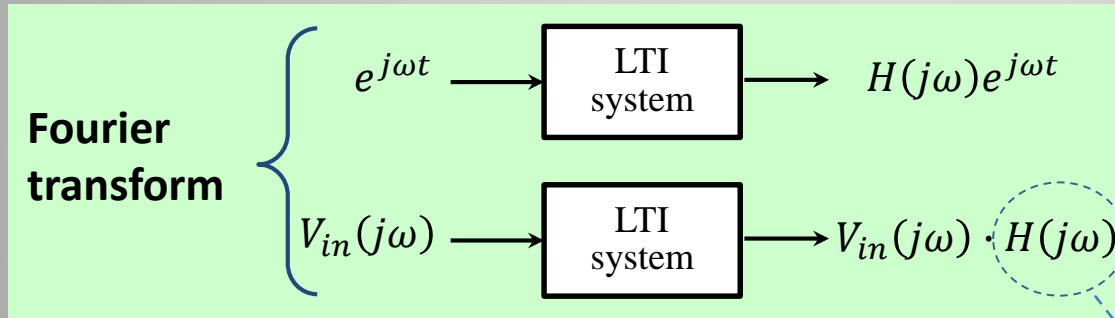 e^{jωt}
LTI
system
H(jω)e^{jωt}
Fourier
transform
V_{in}(jω)
LTI
system
V_{in}(jω) · H(jω)